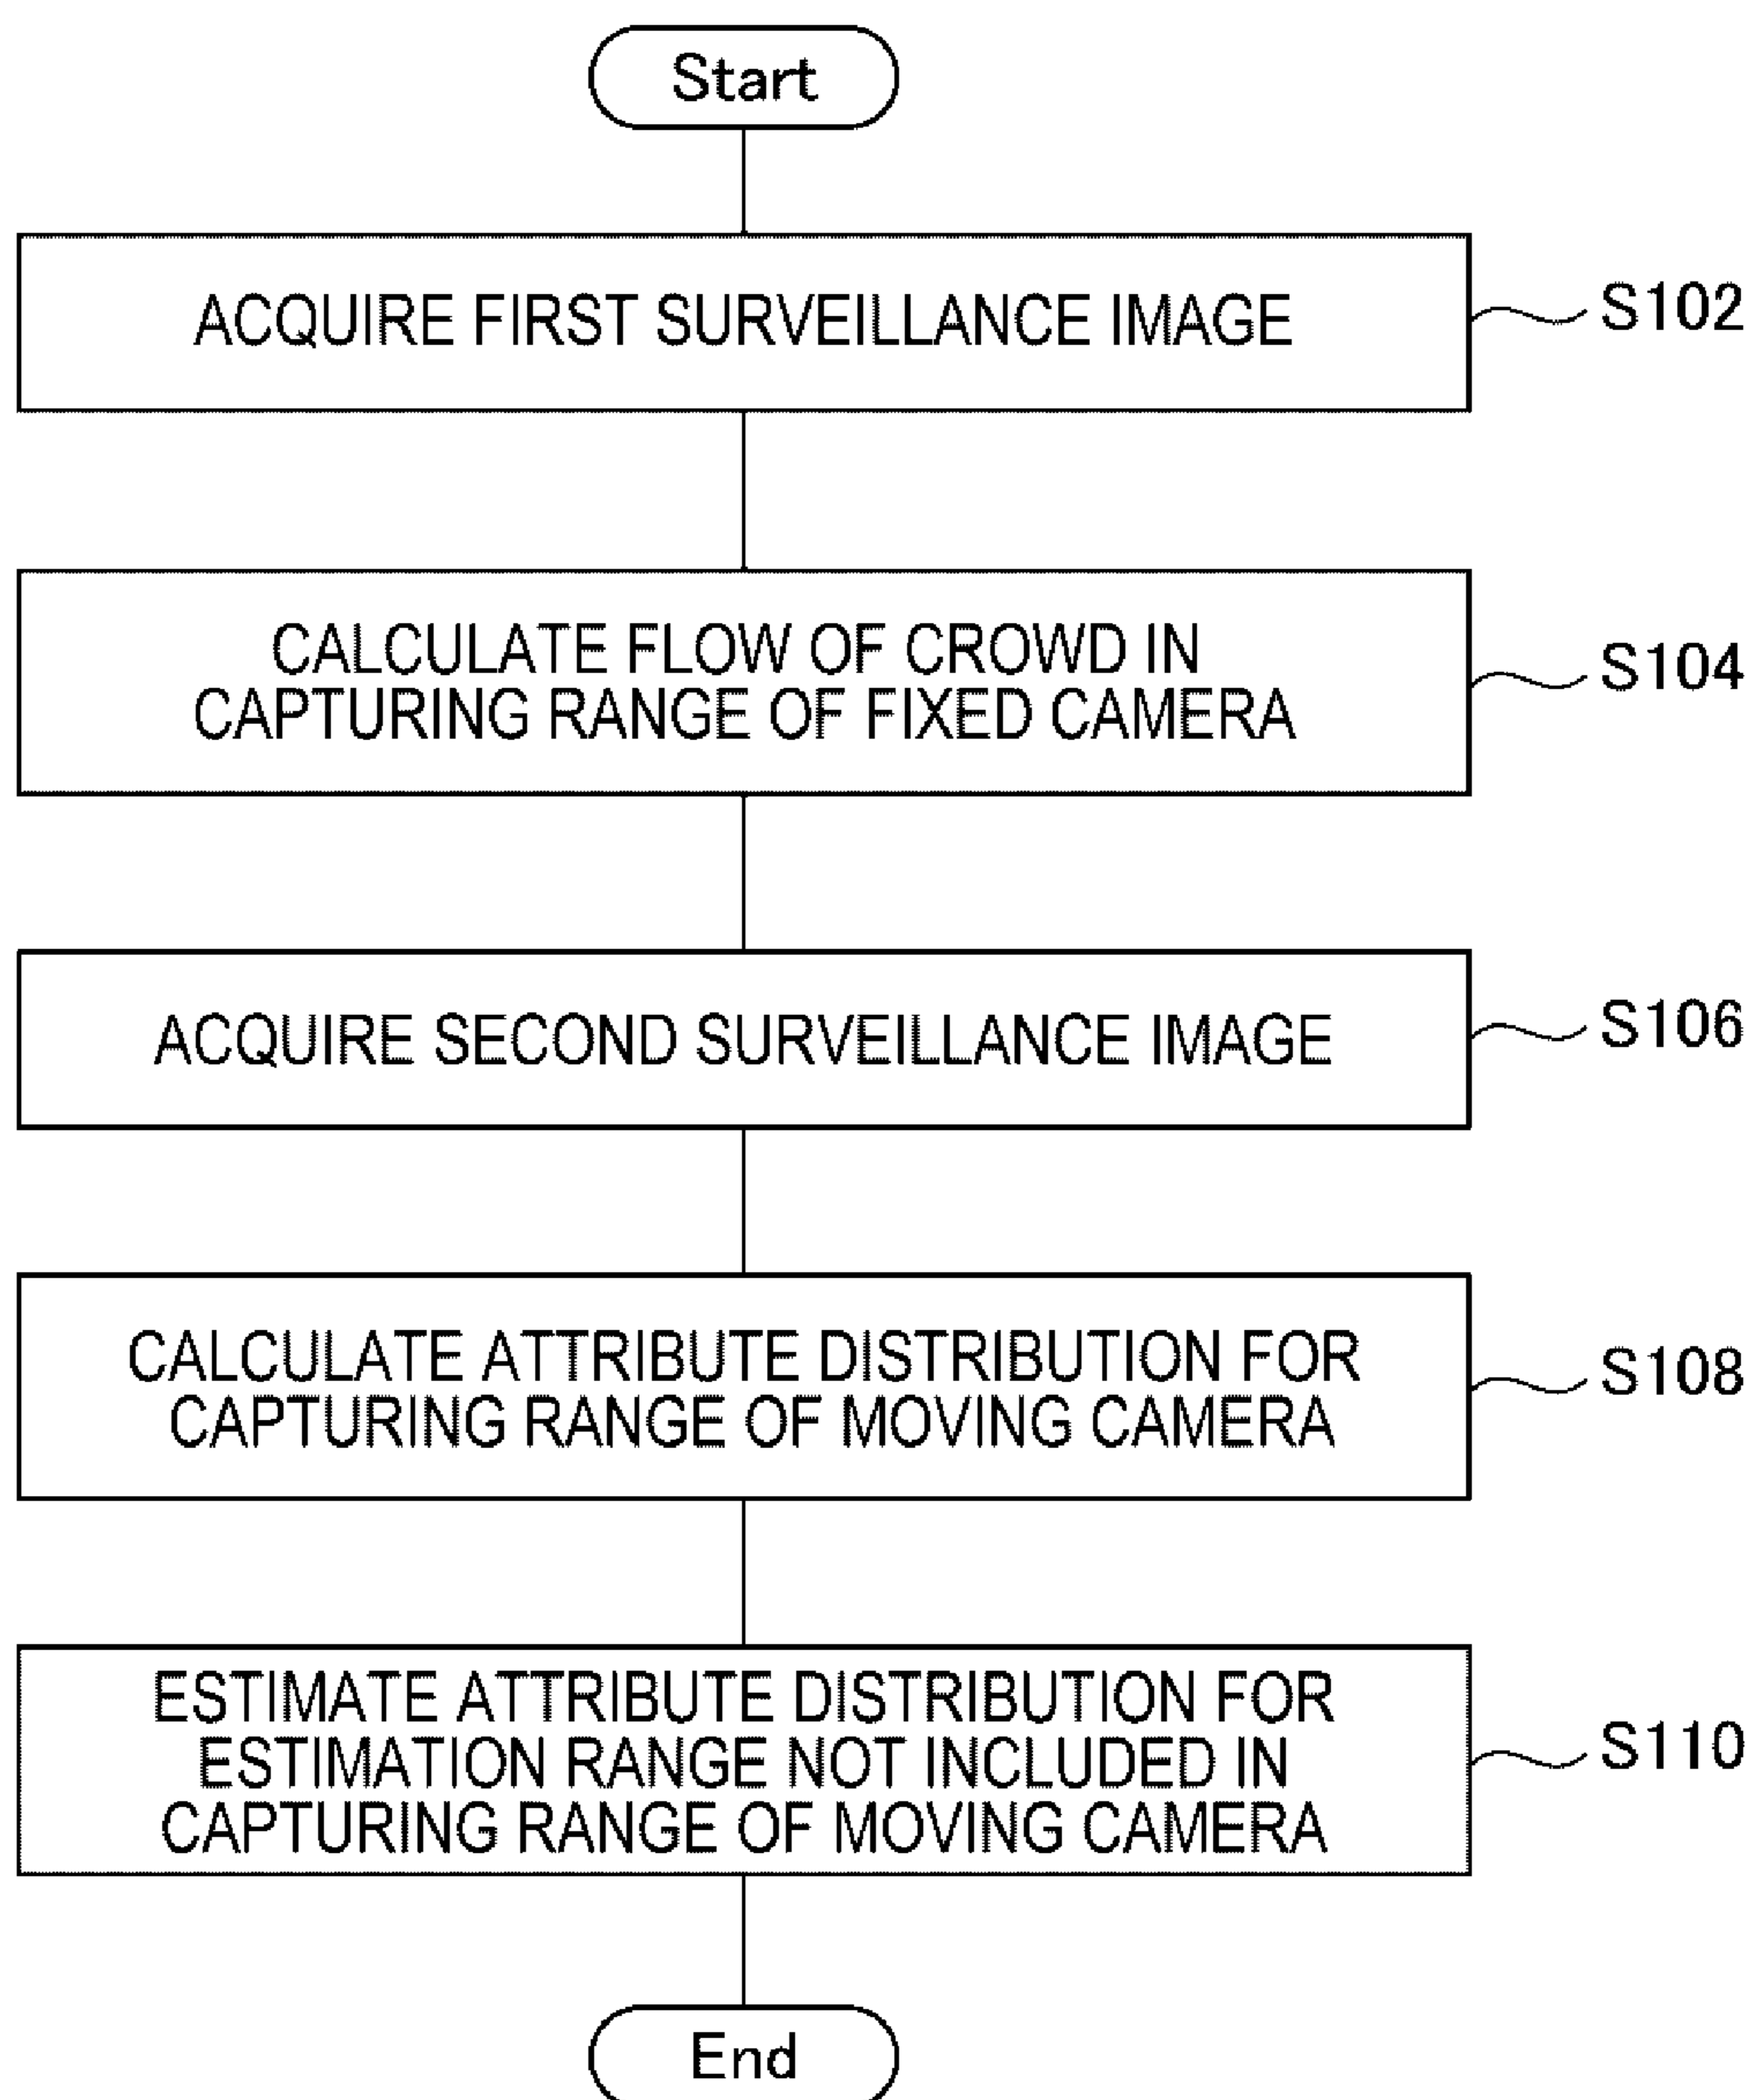 Start
ACQUIRE FIRST SURVEILLANCE IMAGE
S102
CALCULATE FLOW OF CROWD IN
CAPTURING RANGE OF FIXED CAMERA
S104
ACQUIRE SECOND SURVEILLANCE IMAGE
S106
CALCULATE ATTRIBUTE DISTRIBUTION FOR
CAPTURING RANGE OF MOVING CAMERA
S108
ESTIMATE ATTRIBUTE DISTRIBUTION FOR
ESTIMATION RANGE NOT INCLUDED IN
CAPTURING RANGE OF MOVING CAMERA
S110
End